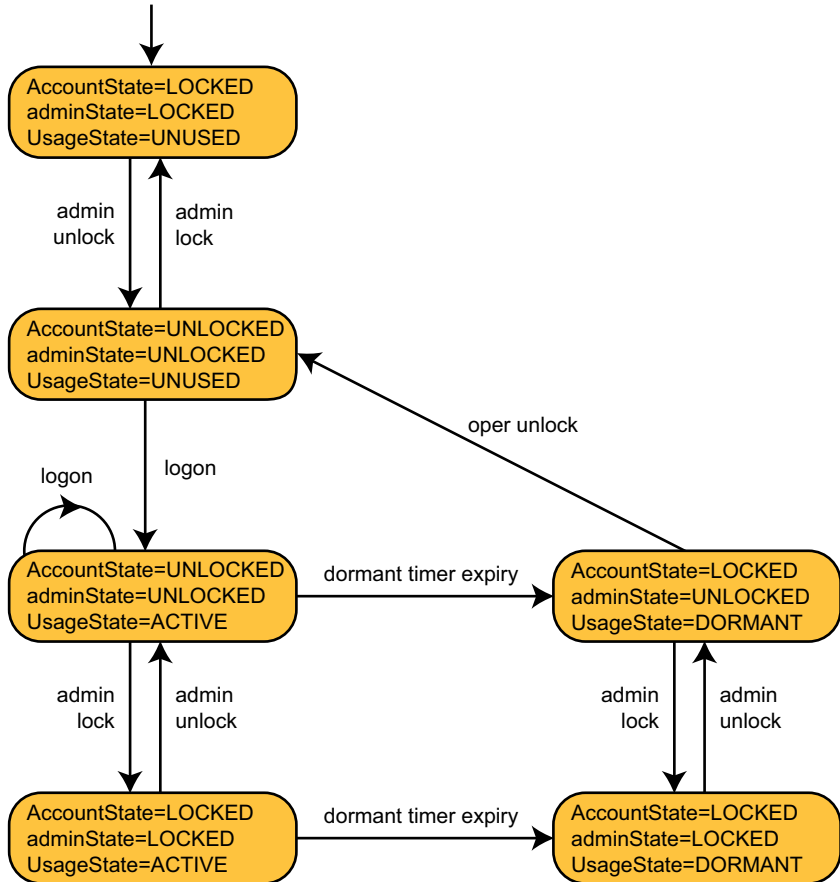 AccountState=LOCKED
adminState=LOCKED
UsageState=UNUSED
admin
unlock
admin
lock
AccountState=UNLOCKED
adminState=UNLOCKED
UsageState=UNUSED
oper unlock
logon
logon
AccountState=UNLOCKED
adminState=UNLOCKED
UsageState=ACTIVE
dormant timer expiry
AccountState=LOCKED
adminState=UNLOCKED
UsageState=DORMANT
admin
lock
admin
unlock
admin
lock
admin
unlock
AccountState=LOCKED
adminState=LOCKED
UsageState=ACTIVE
dormant timer expiry
AccountState=LOCKED
adminState=LOCKED
UsageState=DORMANT